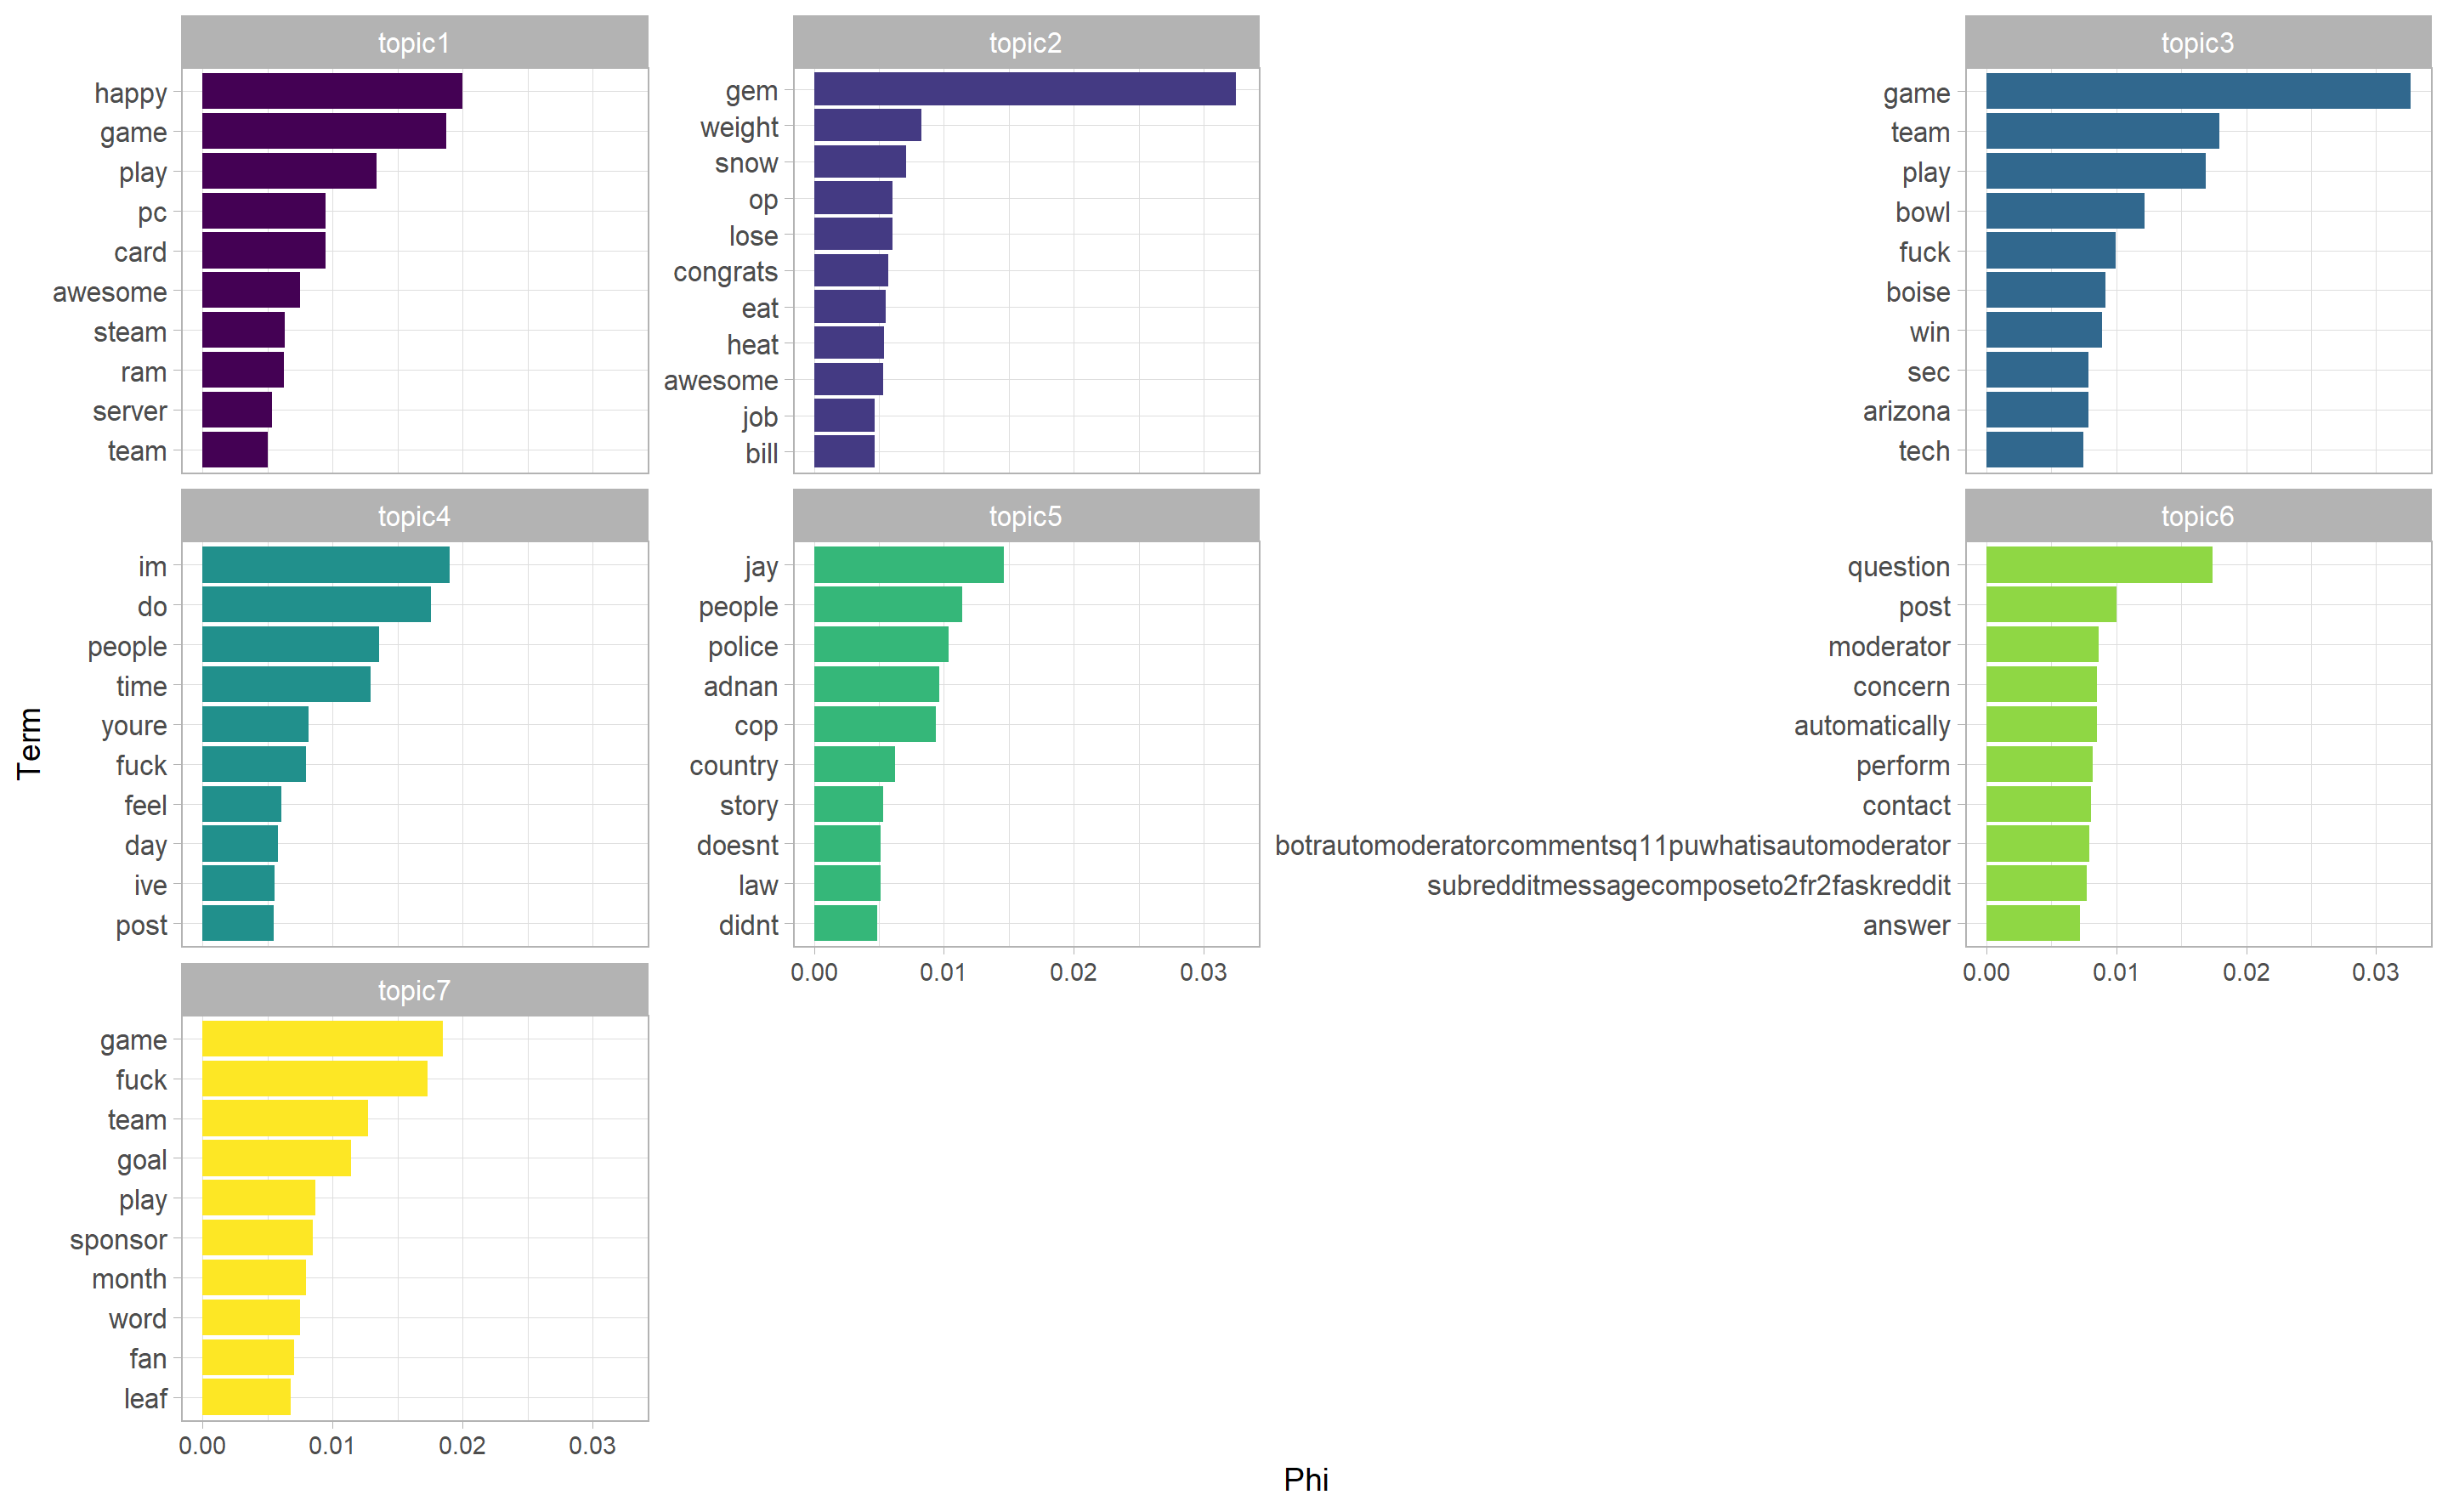 topic1
happy
game
play
pc
card
awesome
steam
ram
server
team
topic2
gem
weight
snow
op
lose
congrats
eat
heat
awesome
job
bill
topic3
game
team
play
bowl
fuck
boise
win
sec
arizona
tech
topic4
im
do
people
time
youre
fuck
feel
day
ive
post
topic5
jay
people
police
adnan
cop
country
story
doesnt
law
didnt
0.00 0.01 0.02 0.03
topic6
question
post
moderator
concern
automatically
perform
contact
botrautomoderatorcommentsq11puwhatisautomoderator
subredditmessagecomposeto2fr2faskreddit
answer
0.00 0.01 0.02 0.03
topic7
game
fuck
team
goal
play
sponsor
month
word
fan
leaf
0.00 0.01 0.02 0.03
Term
Phi